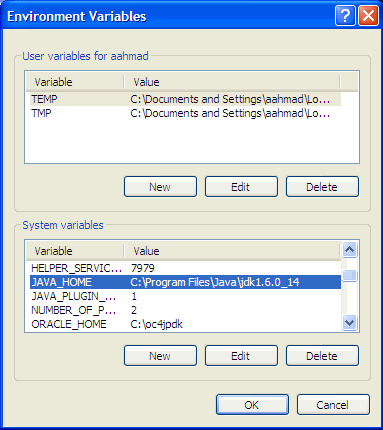 Environment Variables
User variables for aahmad
Variable Value
TEMP C:\Documents and Settings\aahmad\Lo...
TMP C:\Documents and Settings\aahmad\Lo...
New Edit Delete
System variables
Variable Value
HELPER_SERVIC... 7979
JAVA_HOME C:\Program Files\Java\jdk1.6.0_14
JAVA_PLUGIN_... 1
NUMBER_OF_P... 2
ORACLE_HOME C:\oc4jpdk
New Edit Delete
OK Cancel